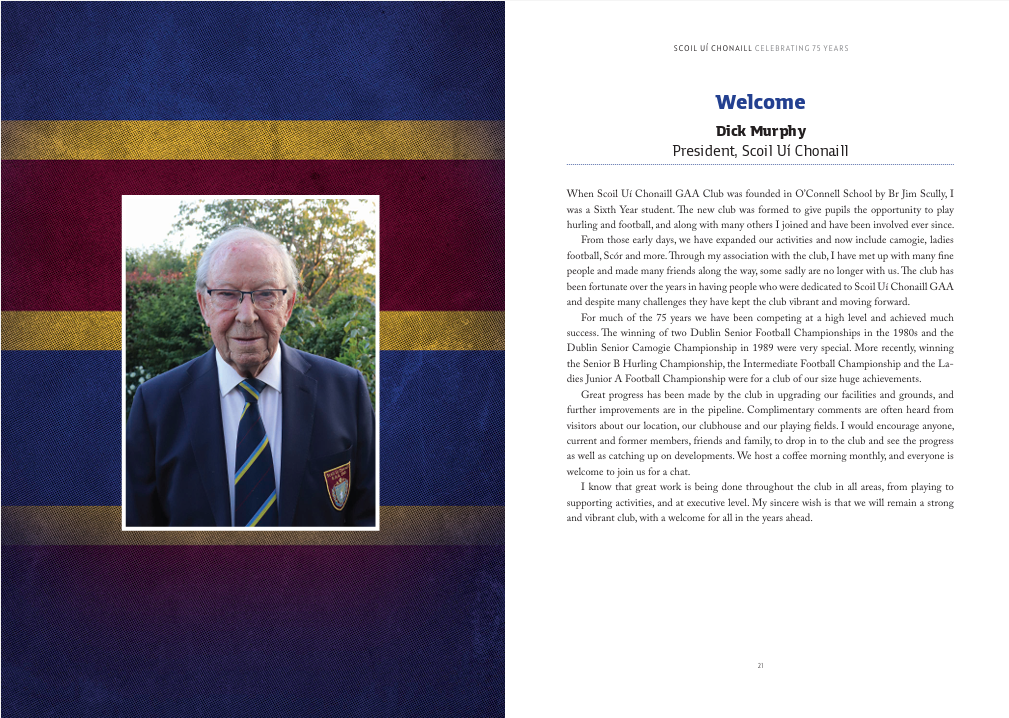 SCOIL UÍ CHONAILL CELEBRATING 75 YEARS
Welcome
Dick Murphy
President, Scoil Uí Chonaill
When Scoil Uí Chonaill GAA Club was founded in O'Connell School by Br Jim Scully, I
was a Sixth Year student. The new club was formed to give pupils the opportunity to play
hurling and football, and along with many others I joined and have been involved ever since.
From those early days, we have expanded our activities and now include camogie, ladies
football, Scór and more. Through my association with the club, I have met up with many fine
people and made many friends along the way, some sadly are no longer with us. The club has
been fortunate over the years in having people who were dedicated to Scoil Uí Chonaill GAA
and despite many challenges they have kept the club vibrant and moving forward.
For much of the 75 years we have been competing at a high level and achieved much
success. The winning of two Dublin Senior Football Championships in the 1980s and the
Dublin Senior Camogie Championship in 1989 were very special. More recently, winning
the Senior B Hurling Championship, the Intermediate Football Championship and the La-
dies Junior A Football Championship were for a club of our size huge achievements.
Great progress has been made by the club in upgrading our facilities and grounds, and
further improvements are in the pipeline. Complimentary comments are often heard from
visitors about our location, our clubhouse and our playing fields. I would encourage anyone,
current and former members, friends and family, to drop in to the club and see the progress
as well as catching up on developments. We host a coffee morning monthly, and everyone is
welcome to join us for a chat.
I know that great work is being done throughout the club in all areas, from playing to
supporting activities, and at executive level. My sincere wish is that we will remain a strong
and vibrant club, with a welcome for all in the years ahead.
21